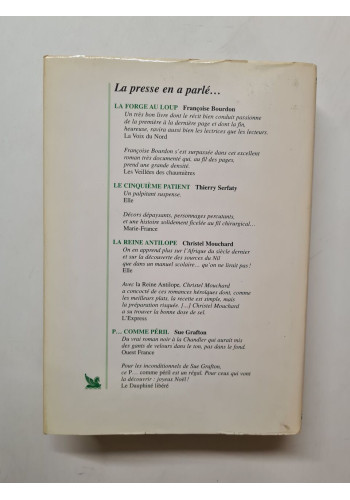 La presse en a parlé…
LA FORGE AU LOUP Françoise Bourdon
Un très bon livre dont le récit bien conduit passionne
de la première à la dernière page et dont la fin,
heureuse, ravira aussi bien les lectrices que les lecteurs.
La Voix du Nord
Françoise Bourdon s'est surpassée dans cet excellent
roman très documenté qui, au fil des pages,
prend une grande densité.
Les Veillées des chaumières
LE CINQUIÈME PATIENT Thierry Serfaty
Un palpitant suspense.
Elle
Décors dépaysants, personnages percutants,
et une histoire solidement ficelée au fil chirurgical…
Marie-France
LA REINE ANTILOPE Christel Mouchard
On en apprend plus sur l'Afrique du siècle dernier
et sur la découverte des sources du Nil
que dans un manuel scolaire… qu'on ne lirait pas !
Elle
Avec la Reine Antilope, Christel Mouchard
a concocté de ces romans héroïques dont, comme
les meilleurs plats, la recette est simple, mais
la préparation risquée. [...] Christel Mouchard
a su trouver la bonne dose de sel.
L'Express
P… COMME PÉRIL Sue Grafton
Du vrai roman noir à la Chandler qui aurait mis
des gants de velours dans le ton, pas dans le fond.
Ouest France
Pour les inconditionnels de Sue Grafton,
ce P… comme péril est un régal. Pour ceux qui vont
la découvrir : joyeux Noël !
Le Dauphiné libéré